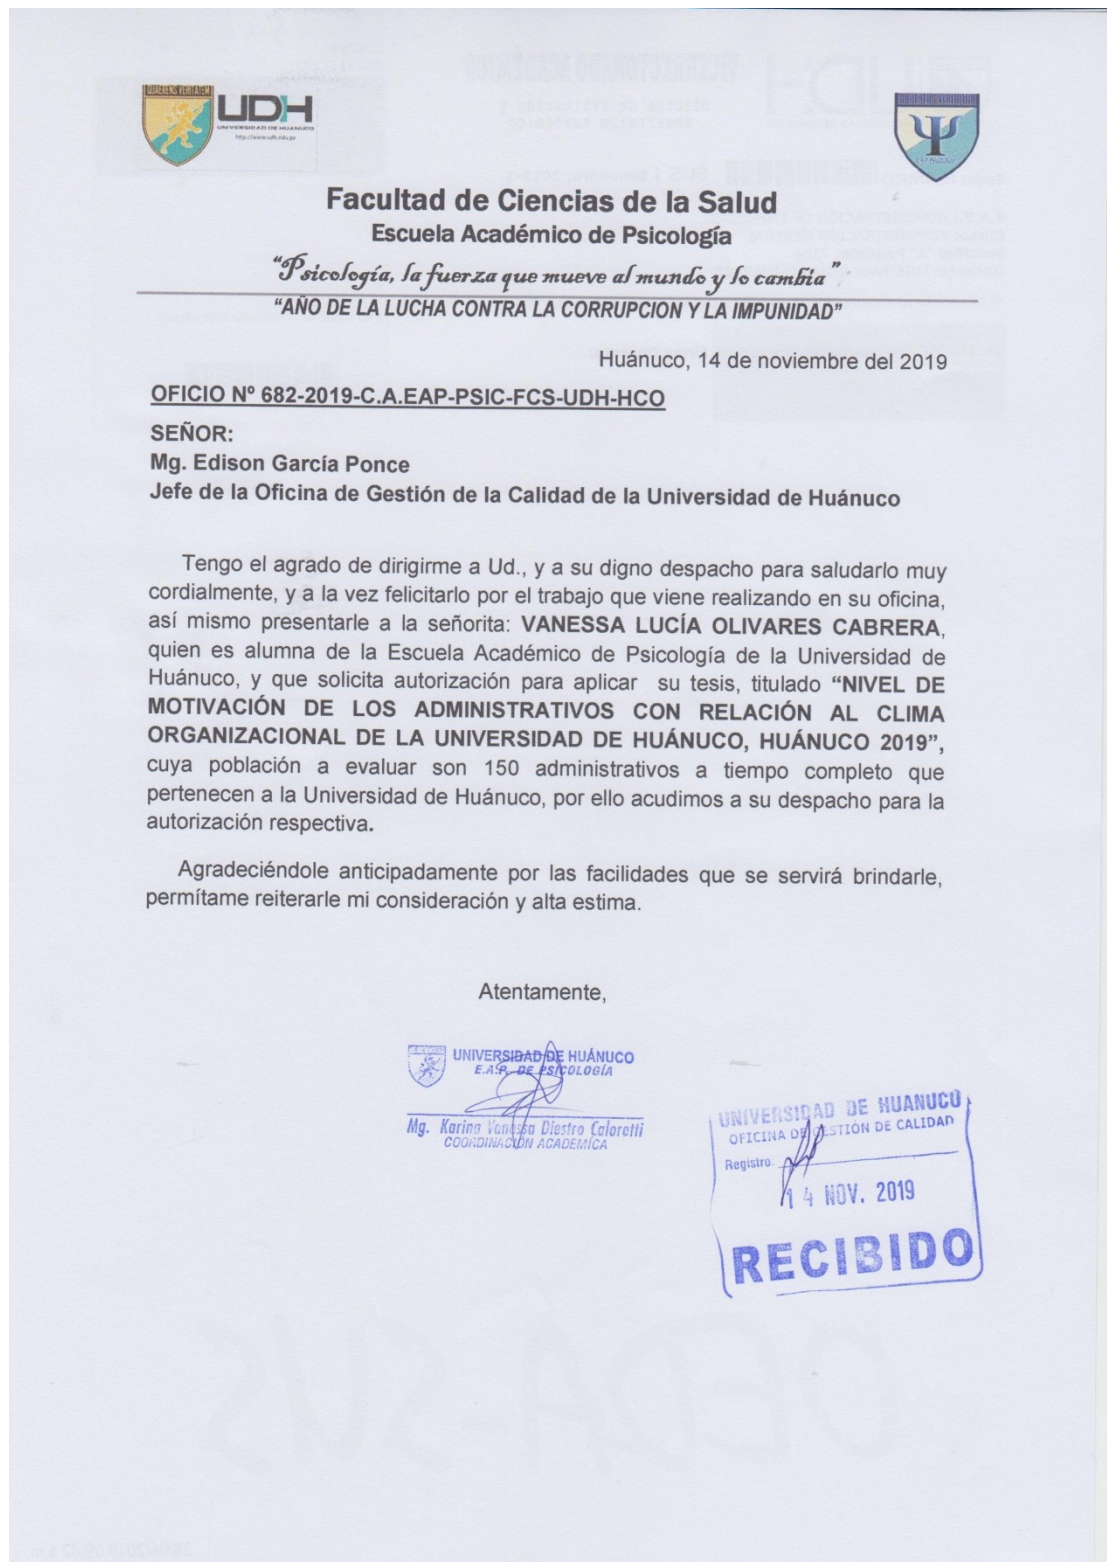 QUAERENS VERITATEM
UDH
UNIVERSIDAD DE HUANUCO
http://www.udh.edu.pe
Facultad de Ciencias de la Salud
Escuela Académico de Psicología
“Psicología, la fuerza que mueve al mundo y lo cambia”
“AÑO DE LA LUCHA CONTRA LA CORRUPCION Y LA IMPUNIDAD”
Huánuco, 14 de noviembre del 2019
OFICIO Nº 682-2019-C.A.EAP-PSIC-FCS-UDH-HCO
SEÑOR:
Mg. Edison García Ponce
Jefe de la Oficina de Gestión de la Calidad de la Universidad de Huánuco
Tengo el agrado de dirigirme a Ud., y a su digno despacho para saludarlo muy
cordialmente, y a la vez felicitarlo por el trabajo que viene realizando en su oficina,
así mismo presentarle a la señorita: VANESSA LUCÍA OLIVARES CABRERA,
quien es alumna de la Escuela Académico de Psicología de la Universidad de
Huánuco, y que solicita autorización para aplicar su tesis, titulado “NIVEL DE
MOTIVACIÓN DE LOS ADMINISTRATIVOS CON RELACIÓN AL CLIMA
ORGANIZACIONAL DE LA UNIVERSIDAD DE HUÁNUCO, HUÁNUCO 2019”,
cuya población a evaluar son 150 administrativos a tiempo completo que
pertenecen a la Universidad de Huánuco, por ello acudimos a su despacho para la
autorización respectiva.
Agradeciéndole anticipadamente por las facilidades que se servirá brindarle,
permítame reiterarle mi consideración y alta estima.
Atentamente,
UNIVERSIDAD DE HUÁNUCO
E.A.P. DE PSICOLOGÍA
Mg. Karina Vanessa Diestro Caloretti
COORDINACIÓN ACADEMICA
UNIVERSIDAD DE HUANUCO
OFICINA DE GESTIÓN DE CALIDAD
Registro:
14 NOV. 2019
RECIBIDO